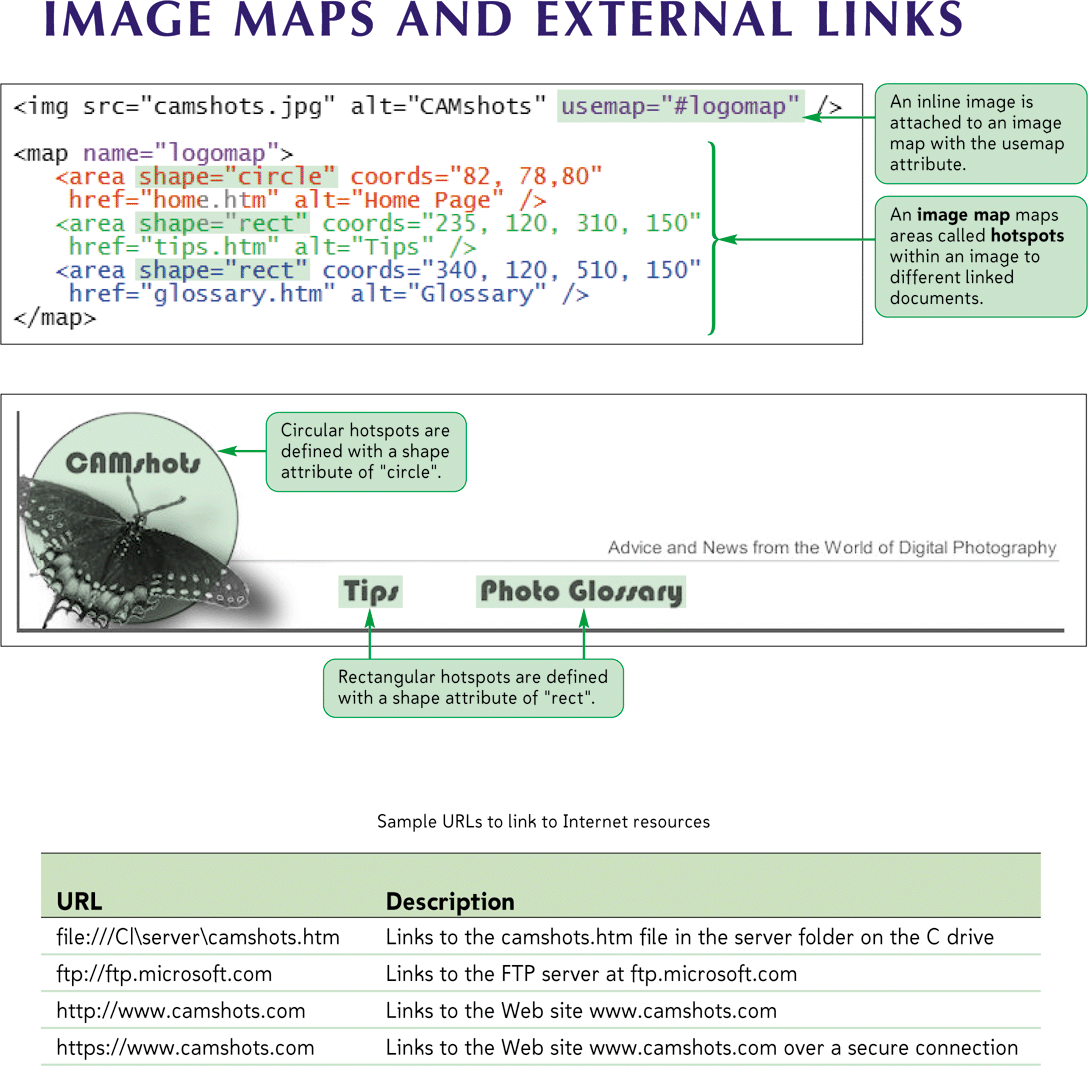 IMAGE MAPS AND EXTERNAL LINKS
<img src="camshots.jpg" alt="CAMshots" usemap="#logomap" />
<map name="logomap">
<area shape="circle" coords="82, 78,80"
href="home.htm" alt="Home Page" />
<area shape="rect" coords="235, 120, 310, 150"
href="tips.htm" alt="Tips" />
<area shape="rect" coords="340, 120, 510, 150"
href="glossary.htm" alt="Glossary" />
</map>
An inline image is
attached to an image
map with the usemap
attribute.
An image map maps
areas called hotspots
within an image to
different linked
documents.
CAMshots
Circular hotspots are
defined with a shape
attribute of "circle".
Advice and News from the World of Digital Photography
Tips
Photo Glossary
Rectangular hotspots are defined
with a shape attribute of "rect".
Sample URLs to link to Internet resources
URL Description
file:///C|\server\camshots.htm Links to the camshots.htm file in the server folder on the C drive
ftp://ftp.microsoft.com Links to the FTP server at ftp.microsoft.com
http://www.camshots.com Links to the Web site www.camshots.com
https://www.camshots.com Links to the Web site www.camshots.com over a secure connection